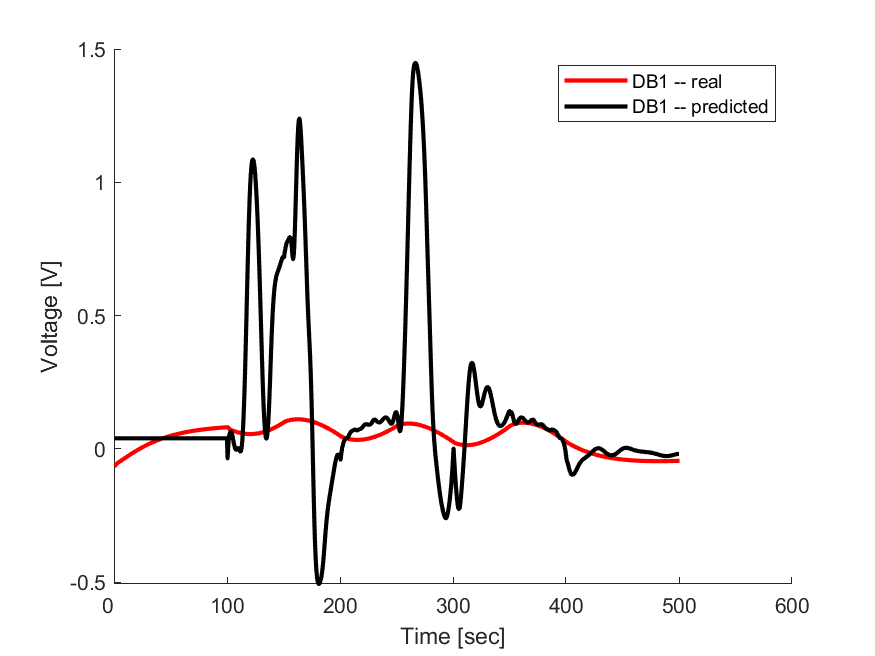 1.5
1
0.5
0
-0.5
Voltage [V]
DB1 -- real
DB1 -- predicted
0 100 200 300 400 500 600
Time [sec]